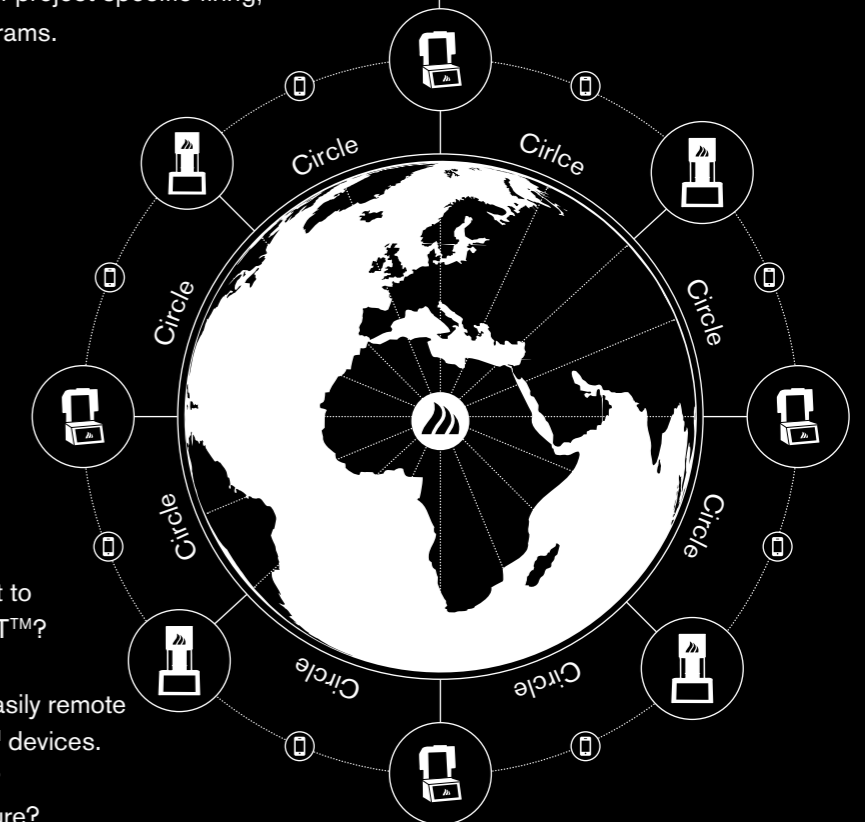 project specific firing,
rams.
Circle
Cirlce
Circle
Circle
Circle
Circle
Circle
Circle
t to
T™?
asily remote
devices.
ure?